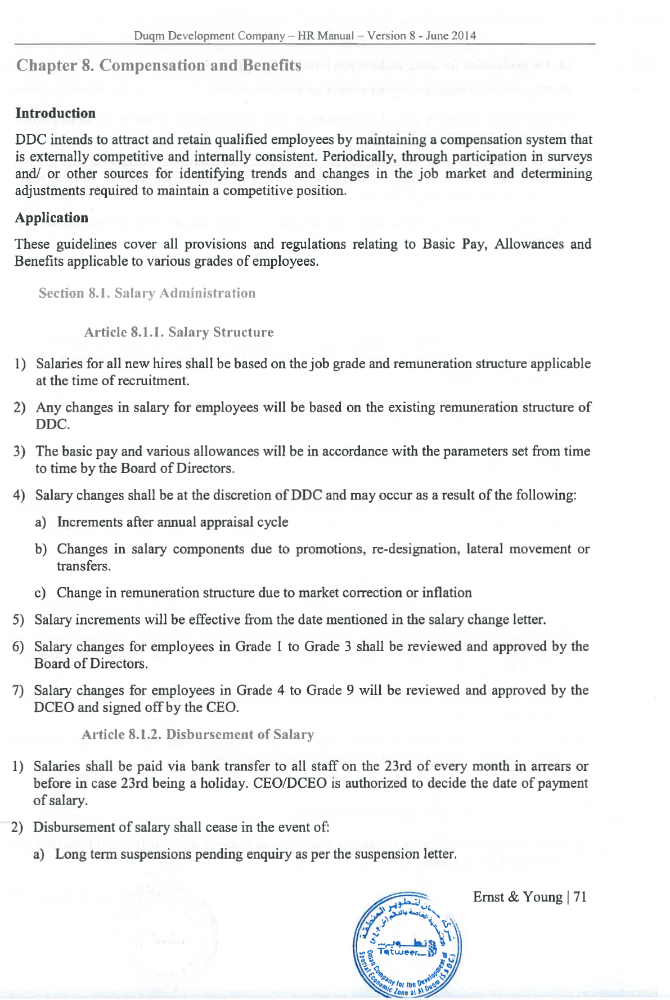 Duqm Development Company – HR Manual – Version 8 - June 2014
Chapter 8. Compensation and Benefits
Introduction
DDC intends to attract and retain qualified employees by maintaining a compensation system that
is externally competitive and internally consistent. Periodically, through participation in surveys
and/ or other sources for identifying trends and changes in the job market and determining
adjustments required to maintain a competitive position.
Application
These guidelines cover all provisions and regulations relating to Basic Pay, Allowances and
Benefits applicable to various grades of employees.
Section 8.1. Salary Administration
Article 8.1.1. Salary Structure
1) Salaries for all new hires shall be based on the job grade and remuneration structure applicable
at the time of recruitment.
2) Any changes in salary for employees will be based on the existing remuneration structure of
DDC.
3) The basic pay and various allowances will be in accordance with the parameters set from time
to time by the Board of Directors.
4) Salary changes shall be at the discretion of DDC and may occur as a result of the following:
a) Increments after annual appraisal cycle
b) Changes in salary components due to promotions, re-designation, lateral movement or
transfers.
c) Change in remuneration structure due to market correction or inflation
5) Salary increments will be effective from the date mentioned in the salary change letter.
6) Salary changes for employees in Grade 1 to Grade 3 shall be reviewed and approved by the
Board of Directors.
7) Salary changes for employees in Grade 4 to Grade 9 will be reviewed and approved by the
DCEO and signed off by the CEO.
Article 8.1.2. Disbursement of Salary
1) Salaries shall be paid via bank transfer to all staff on the 23rd of every month in arrears or
before in case 23rd being a holiday. CEO/DCEO is authorized to decide the date of payment
of salary.
2) Disbursement of salary shall cease in the event of:
a) Long term suspensions pending enquiry as per the suspension letter.
Ernst & Young | 71
شركة عمان لتطوير المنطقة
الخاصة بالدقم (ش.م.ع.م)
تطوير
Tatweer
Oman Company for the Development of
Special Economic Zone at Al Duqm (S.A.O.C)